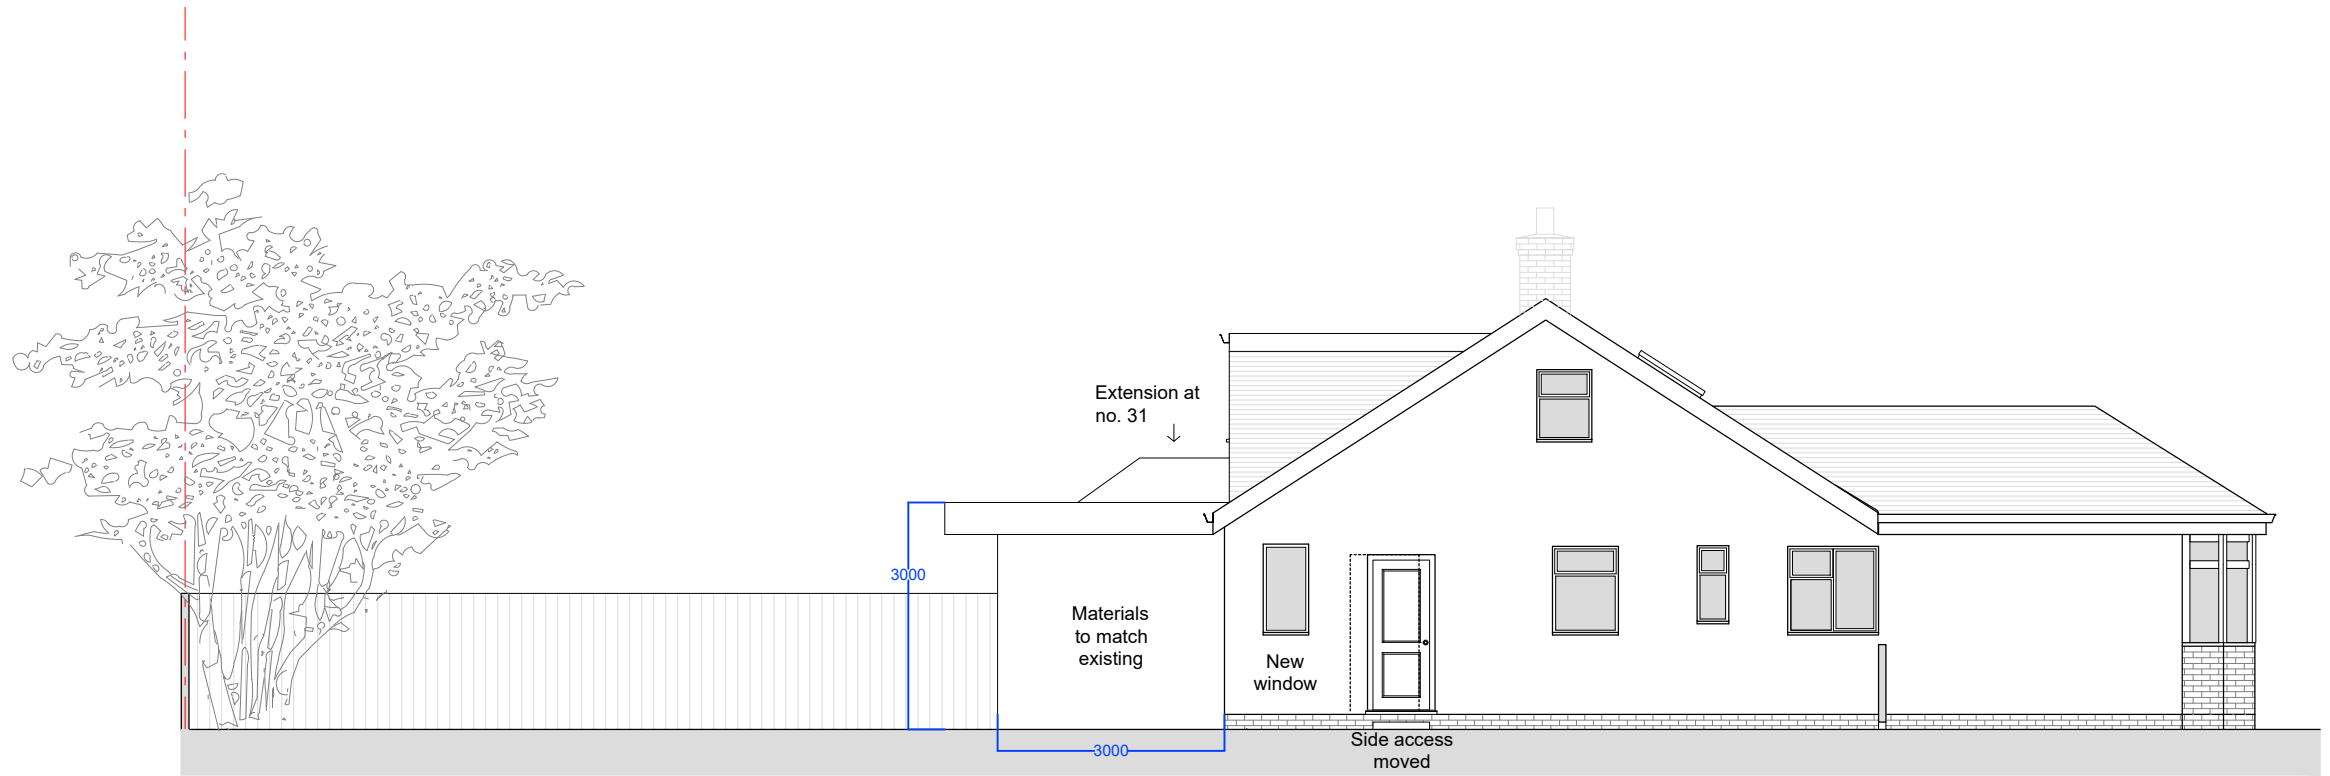 Extension at
no. 31
3000
Materials
to match
existing
New
window
3000
Side access
moved